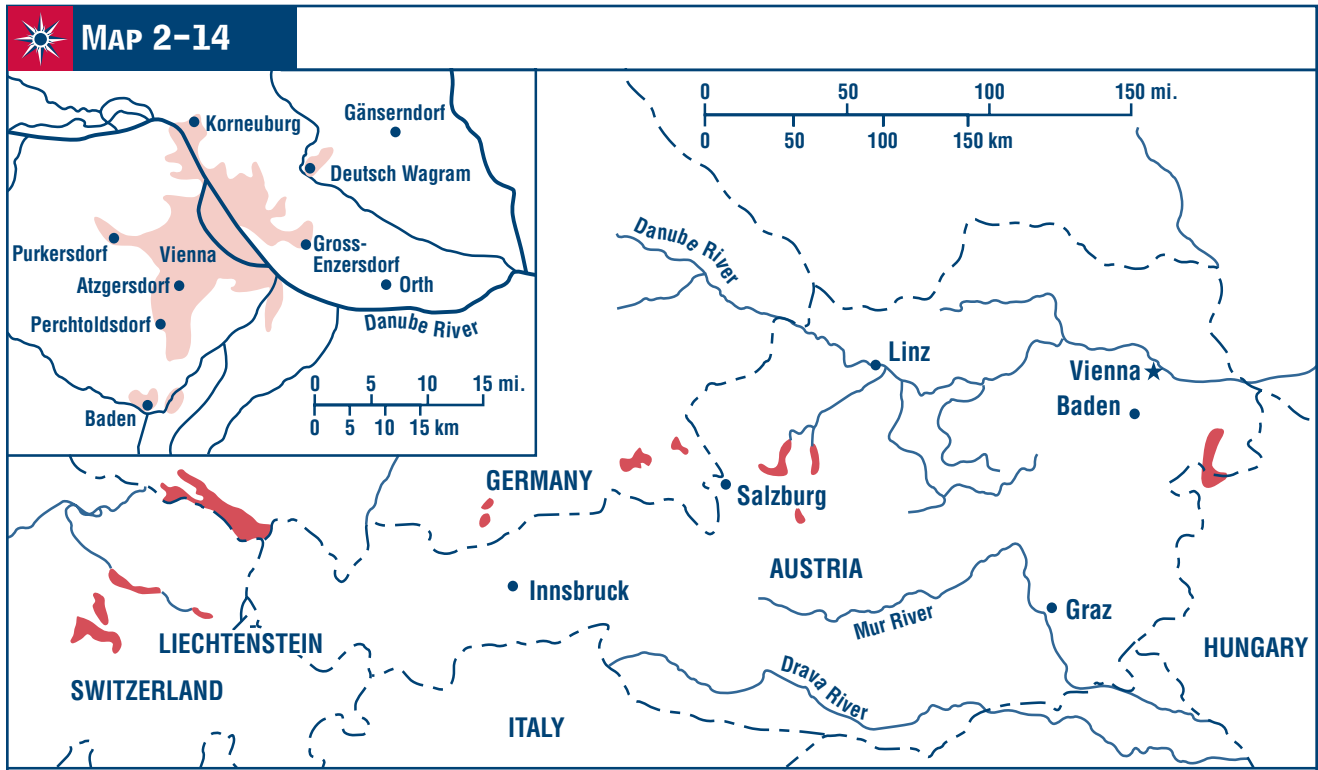 MAP 2-14
Korneuburg
Gänserndorf
Deutsch Wagram
Purkersdorf
Vienna
Gross-
Enzersdorf
Atzgersdorf
Orth
Perchtoldsdorf
Danube River
0 5 10 15 mi.
0 5 10 15 km
Baden
0 50 100 150 mi.
0 50 100 150 km
Danube River
Linz
Vienna
Baden
GERMANY
Salzburg
AUSTRIA
Innsbruck
Mur River
Graz
LIECHTENSTEIN
HUNGARY
SWITZERLAND
Drava River
ITALY